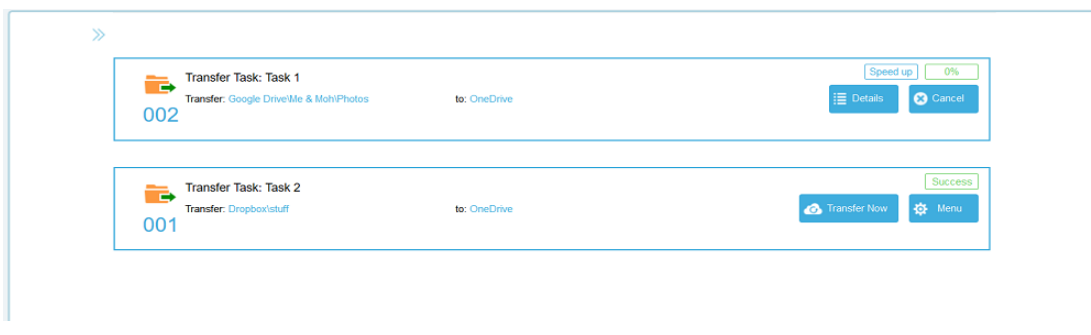 Transfer Task: Task 1
Speed up 0%
Transfer: Google Drive\Me & Moh\Photos to: OneDrive
Details Cancel
002
Transfer Task: Task 2
Success
Transfer: Dropbox\stuff to: OneDrive
Transfer Now Menu
001